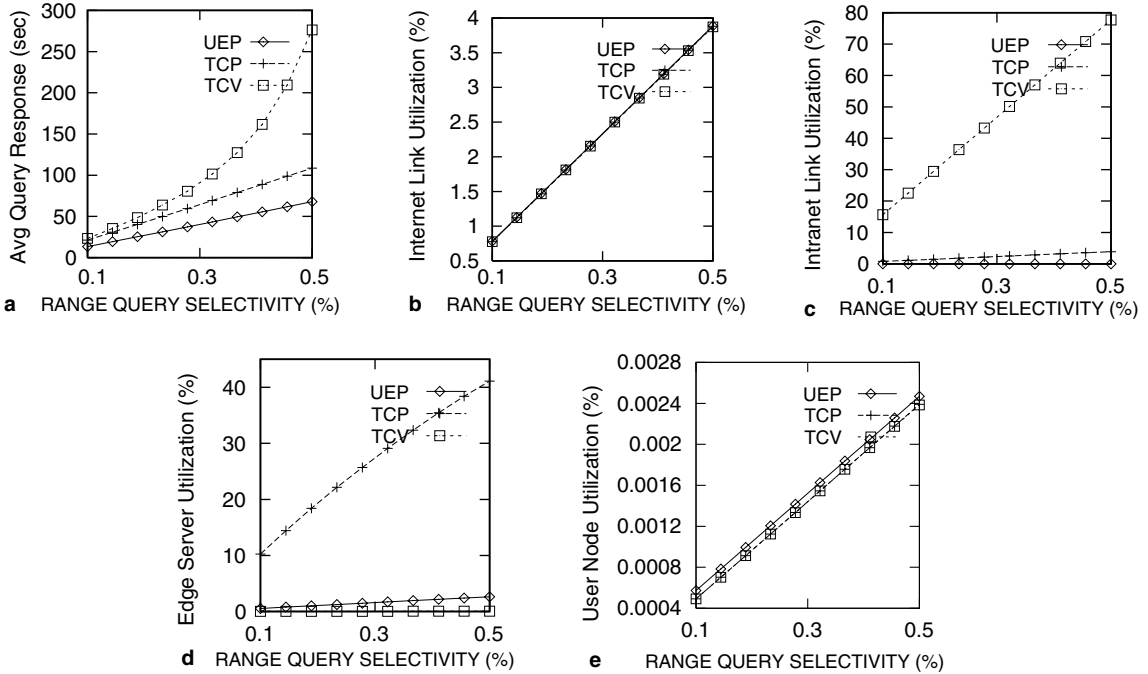 Avg Query Response (sec)
300
250
200
150
100
50
0
UEP
TCP
TCV
0.1 0.3 0.5
a RANGE QUERY SELECTIVITY (%)
Internet Link Utilization (%)
4
3.5
3
2.5
2
1.5
1
0.5
UEP
TCP
TCV
0.1 0.3 0.5
b RANGE QUERY SELECTIVITY (%)
Intranet Link Utilization (%)
80
70
60
50
40
30
20
10
0
UEP
TCP
TCV
0.1 0.3 0.5
c RANGE QUERY SELECTIVITY (%)
Edge Server Utilization (%)
40
30
20
10
0
UEP
TCP
TCV
0.1 0.3 0.5
d RANGE QUERY SELECTIVITY (%)
User Node Utilization (%)
0.0028
0.0024
0.002
0.0016
0.0012
0.0008
0.0004
UEP
TCP
TCV
0.1 0.3 0.5
e RANGE QUERY SELECTIVITY (%)